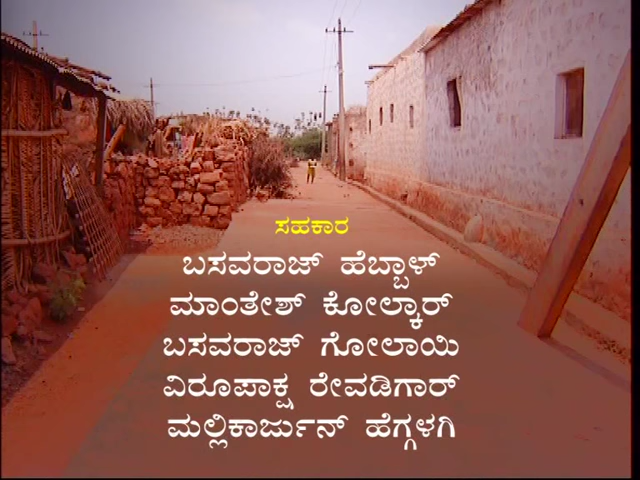 ಸಹಕಾರ
ಬಸವರಾಜ್ ಹೆಬ್ಬಾಳ್
ಮಾಂತೇಶ್ ಕೋಲ್ಕಾರ್
ಬಸವರಾಜ್ ಗೋಲಾಯಿ
ವಿರೂಪಾಕ್ಷ ರೇವಡಿಗಾರ್
ಮಲ್ಲಿಕಾರ್ಜುನ್ ಹೆಗ್ಗಳಗಿ